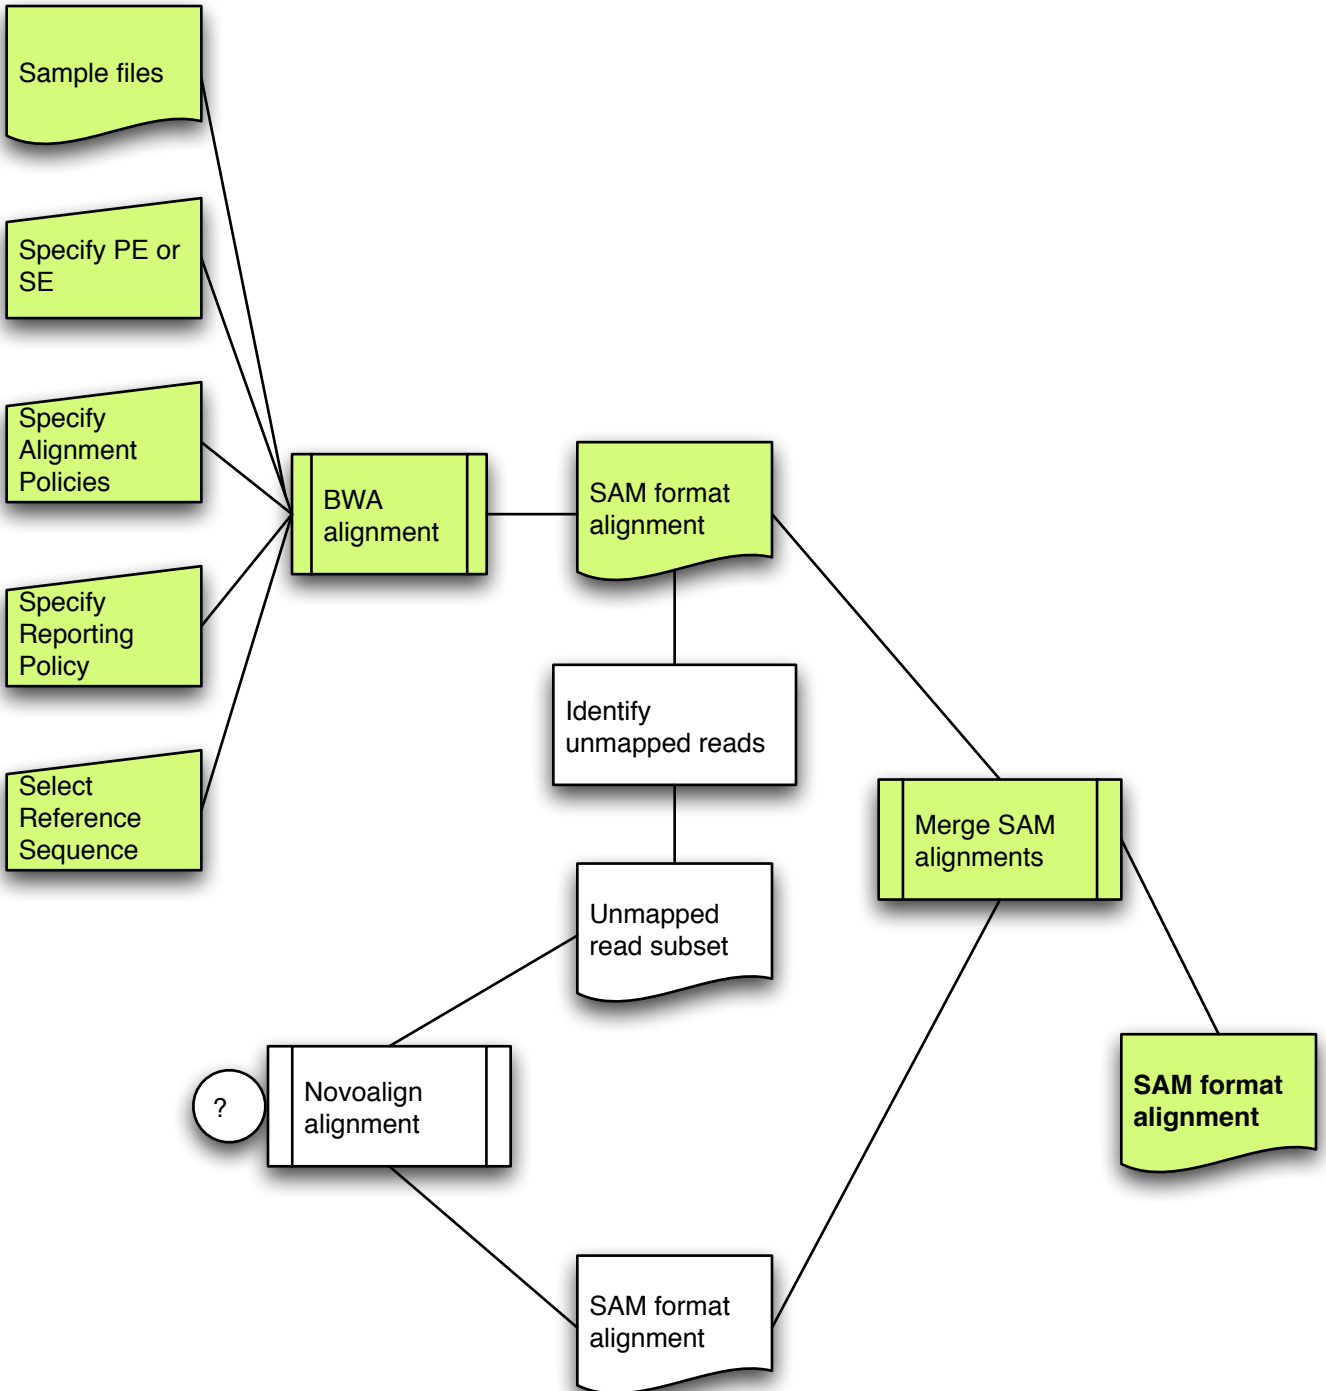 Sample files
Specify PE or
SE
Specify
Alignment
Policies
Specify
Reporting
Policy
Select
Reference
Sequence
BWA
alignment
SAM format
alignment
Identify
unmapped reads
Unmapped
read subset
?
Novoalign
alignment
SAM format
alignment
Merge SAM
alignments
SAM format
alignment